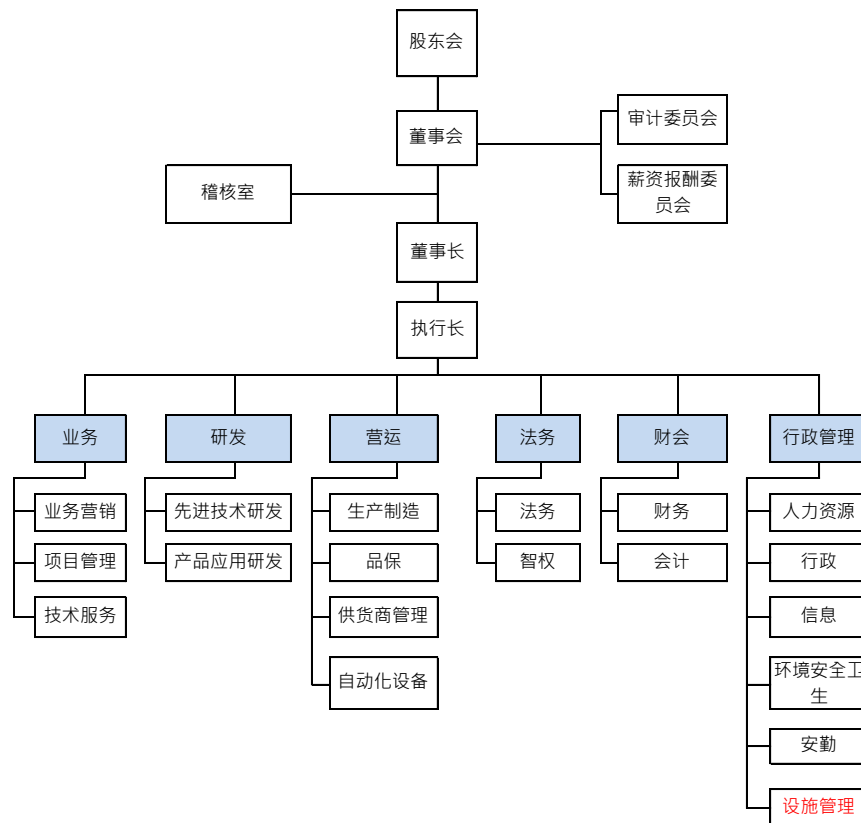 股东会
董事会
审计委员会
稽核室
薪资报酬委
员会
董事长
执行长
业务
研发
营运
法务
财会
行政管理
业务营销
先进技术研发
生产制造
法务
财务
人力资源
项目管理
产品应用研发
品保
智权
会计
行政
技术服务
供货商管理
信息
自动化设备
环境安全卫
生
安勤
设施管理